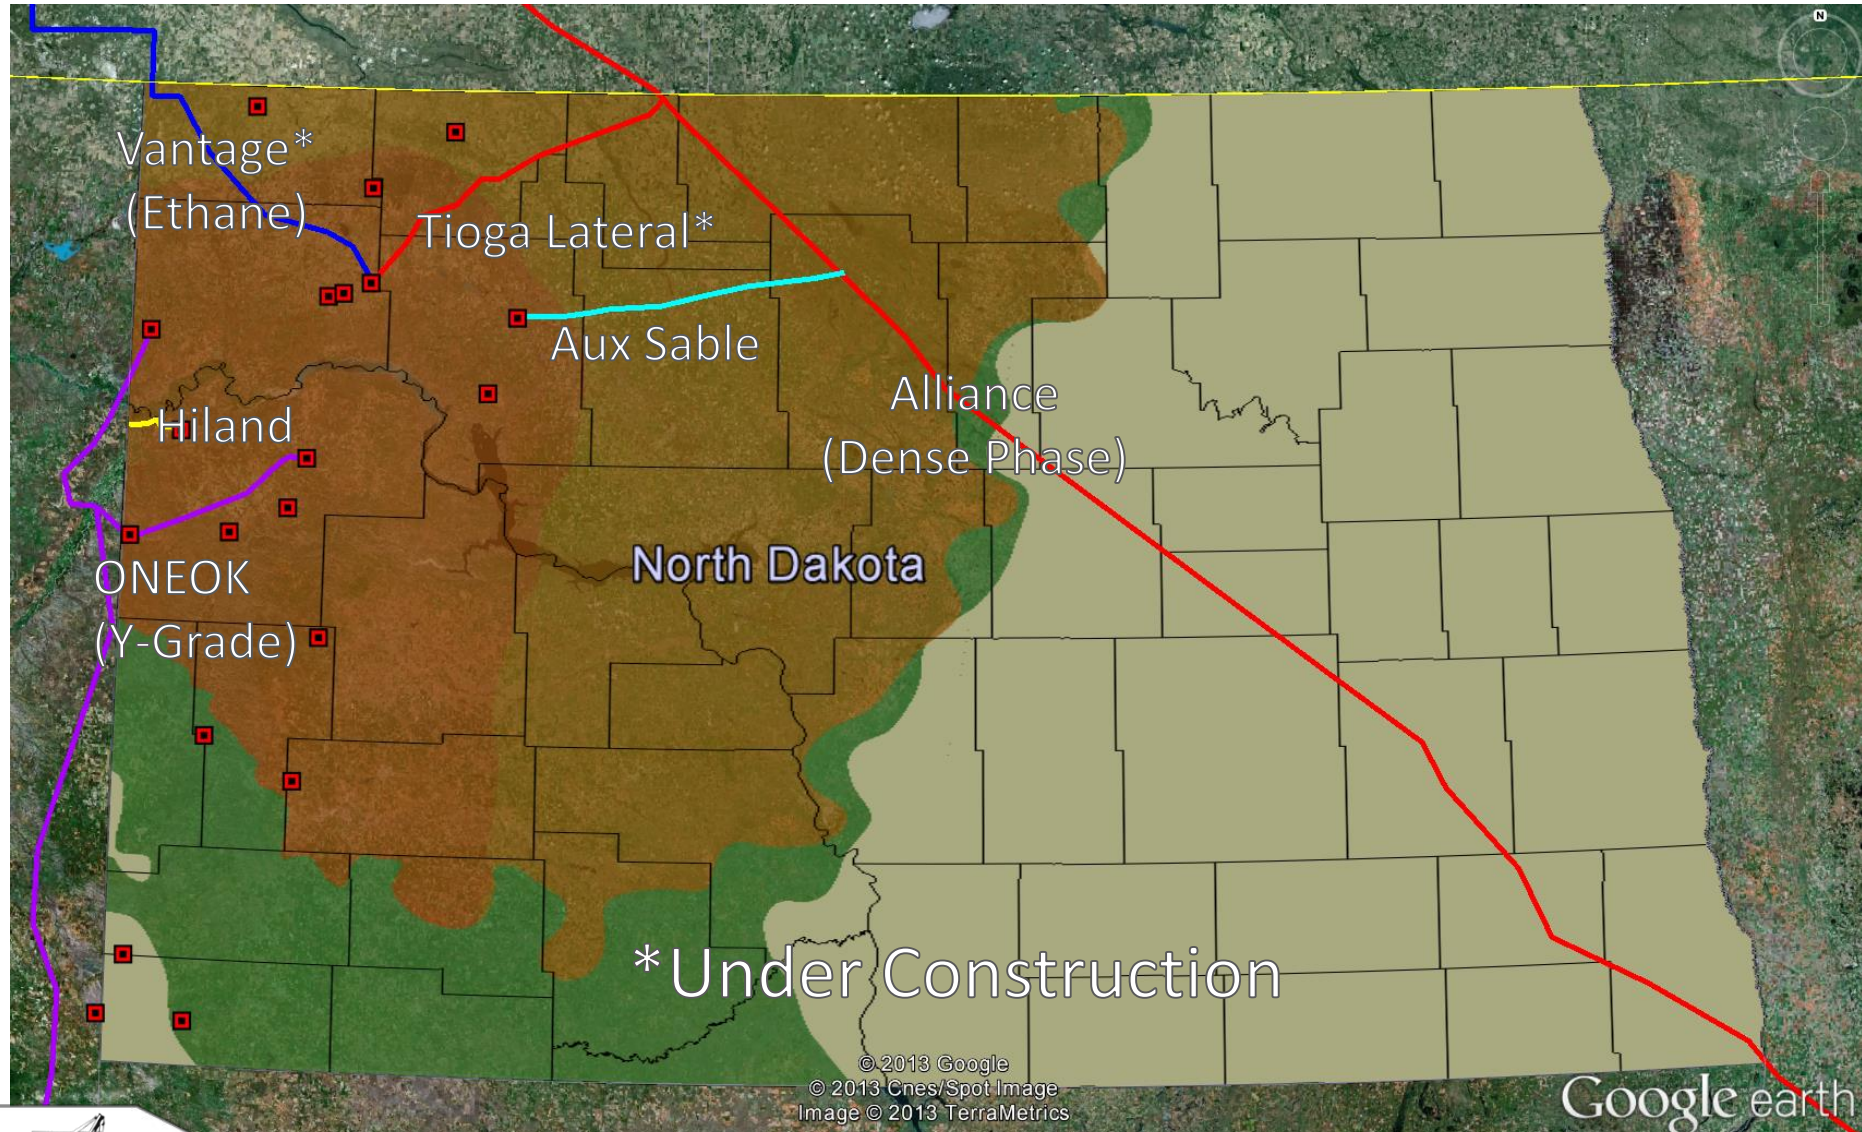 N
Vantage*
(Ethane)
Tioga Lateral*
Aux Sable
Alliance
(Dense Phase)
Hiland
North Dakota
ONEOK
(Y-Grade)
*Under Construction
© 2013 Google
© 2013 Cnes/Spot Image
Image © 2013 TerraMetrics
Google earth